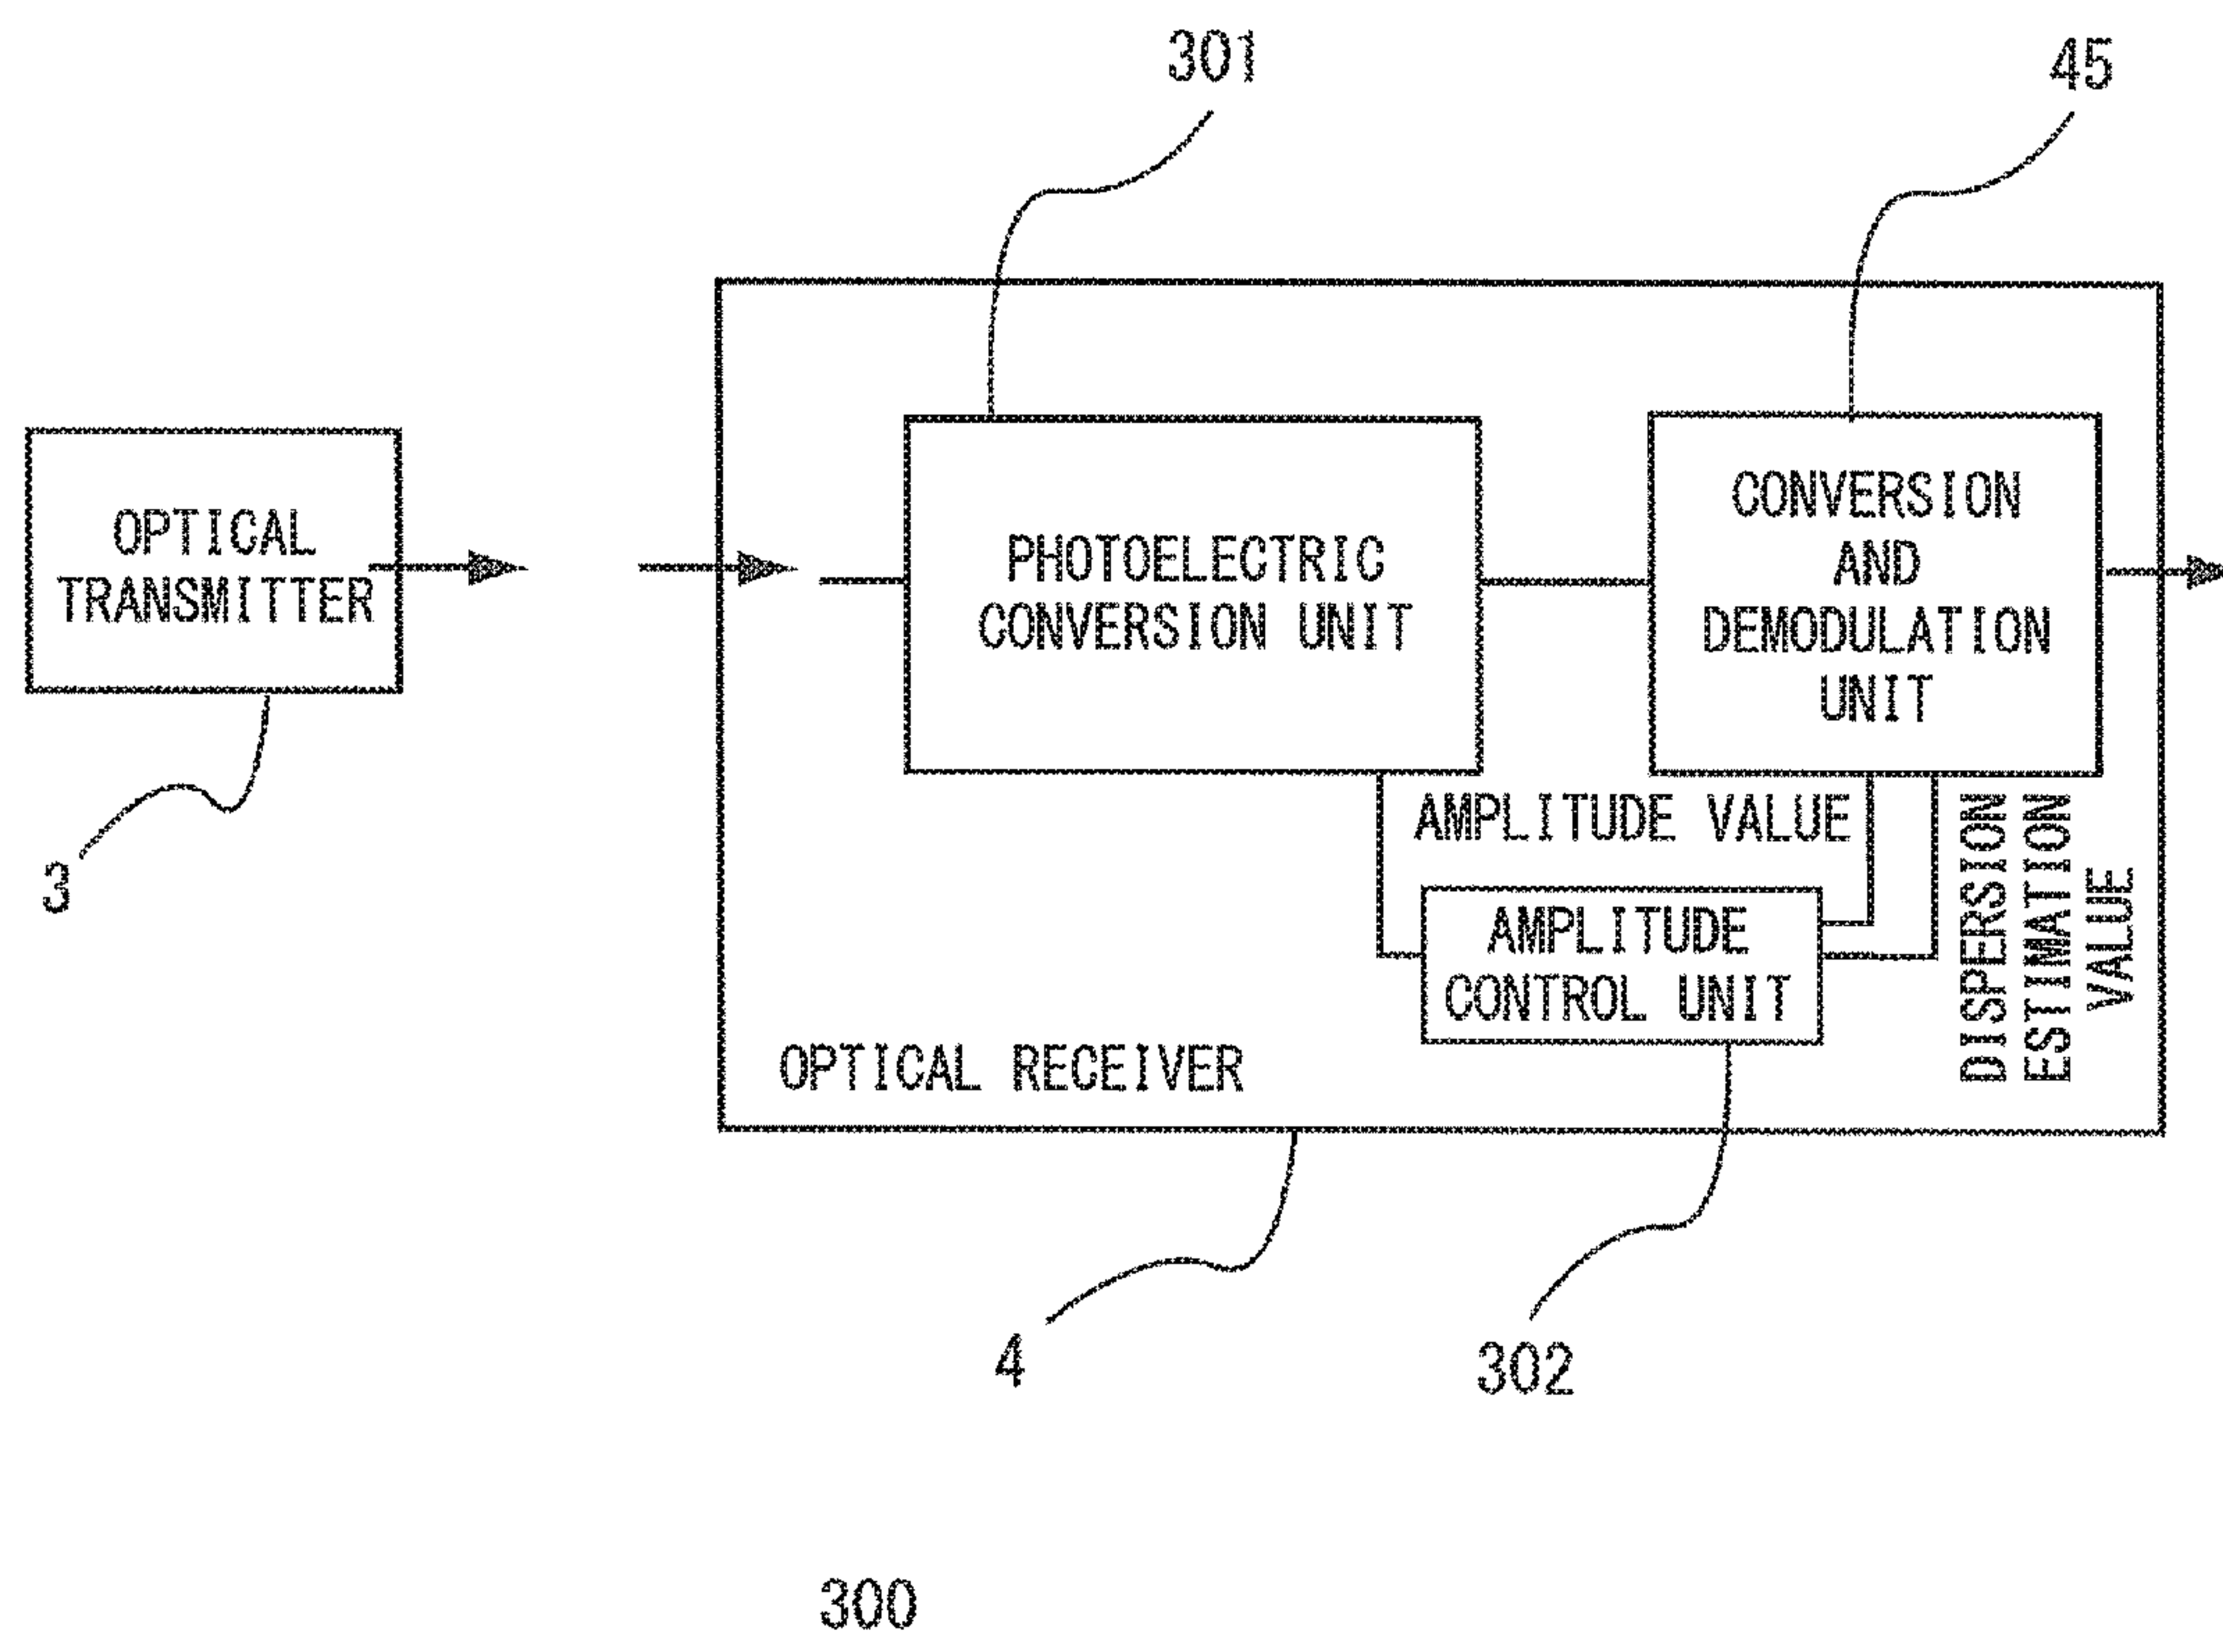 301
45
OPTICAL
TRANSMITTER
PHOTOELECTRIC
CONVERSION UNIT
CONVERSION
AND
DEMODULATION
UNIT
AMPLITUDE VALUE
DISPERSION
ESTIMATION
VALUE
3
AMPLITUDE
CONTROL UNIT
OPTICAL RECEIVER
4
302
300